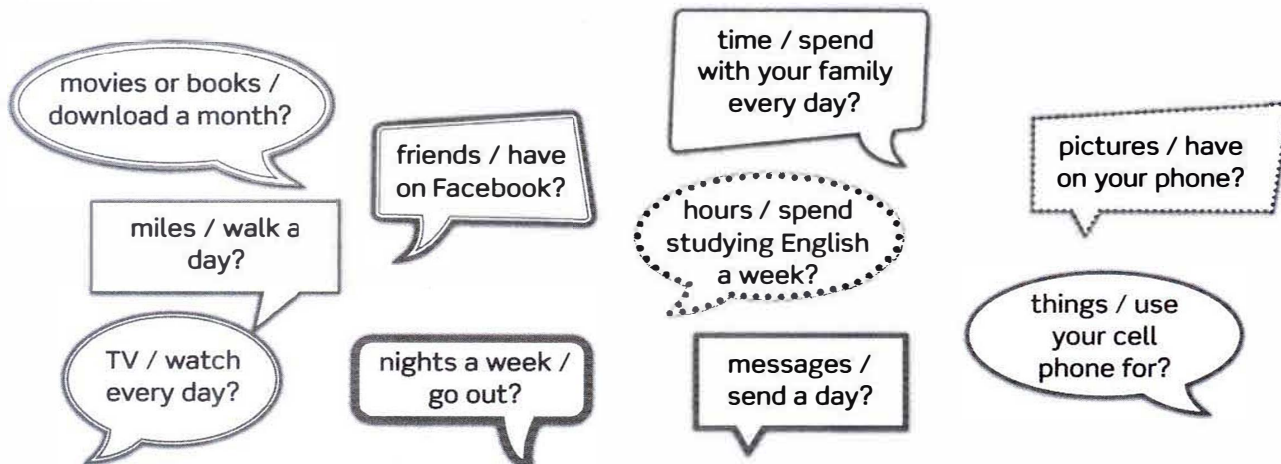 movies or books /
download a month?
friends / have
on Facebook?
time / spend
with your family
every day?
pictures / have
on your phone?
miles / walk a
day?
hours / spend
studying English
a week?
TV / watch
every day?
nights a week /
go out?
messages /
send a day?
things / use
your cell
phone for?